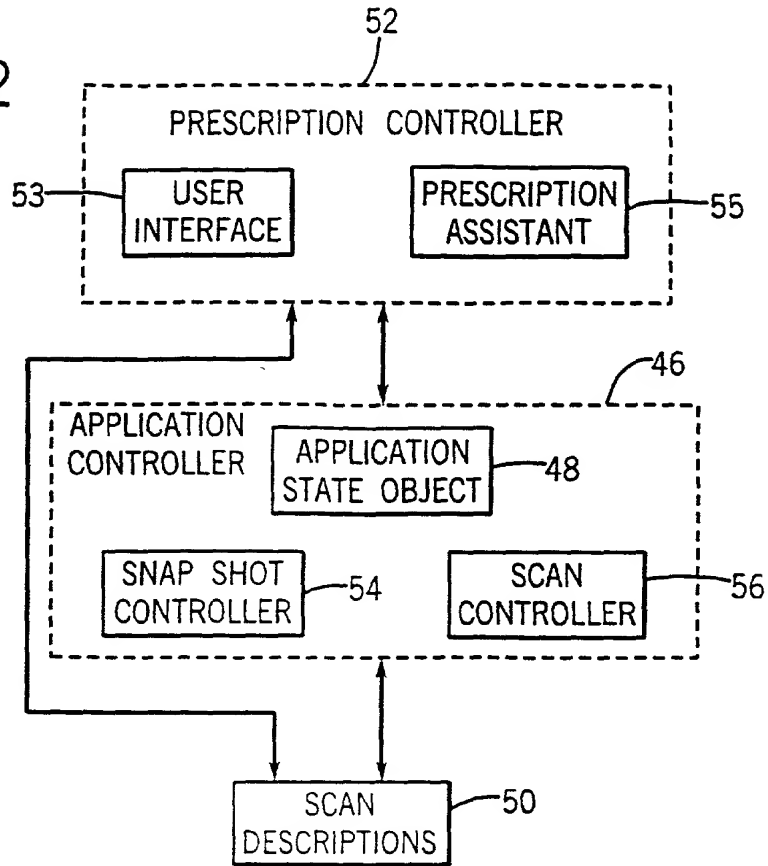 52
2
PRESCRIPTION CONTROLLER
53
USER
INTERFACE
PRESCRIPTION
ASSISTANT
55
46
APPLICATION
CONTROLLER
APPLICATION
STATE OBJECT
48
SNAP SHOT
CONTROLLER
54
SCAN
CONTROLLER
56
SCAN
DESCRIPTIONS
50